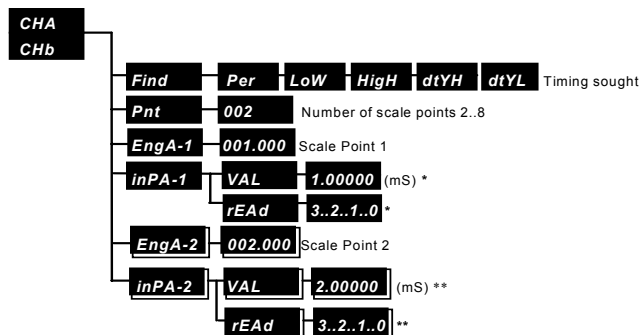 CHA
CHb
Find Per LoW HigH dtYH dtYL Timing sought
Pnt 002 Number of scale points 2..8
EngA-1 001.000 Scale Point 1
inPA-1 VAL 1.00000 (mS) *
rEAd 3..2..1..0 *
EngA-2 002.000 Scale Point 2
inPA-2 VAL 2.00000 (mS) **
rEAd 3..2..1..0 **